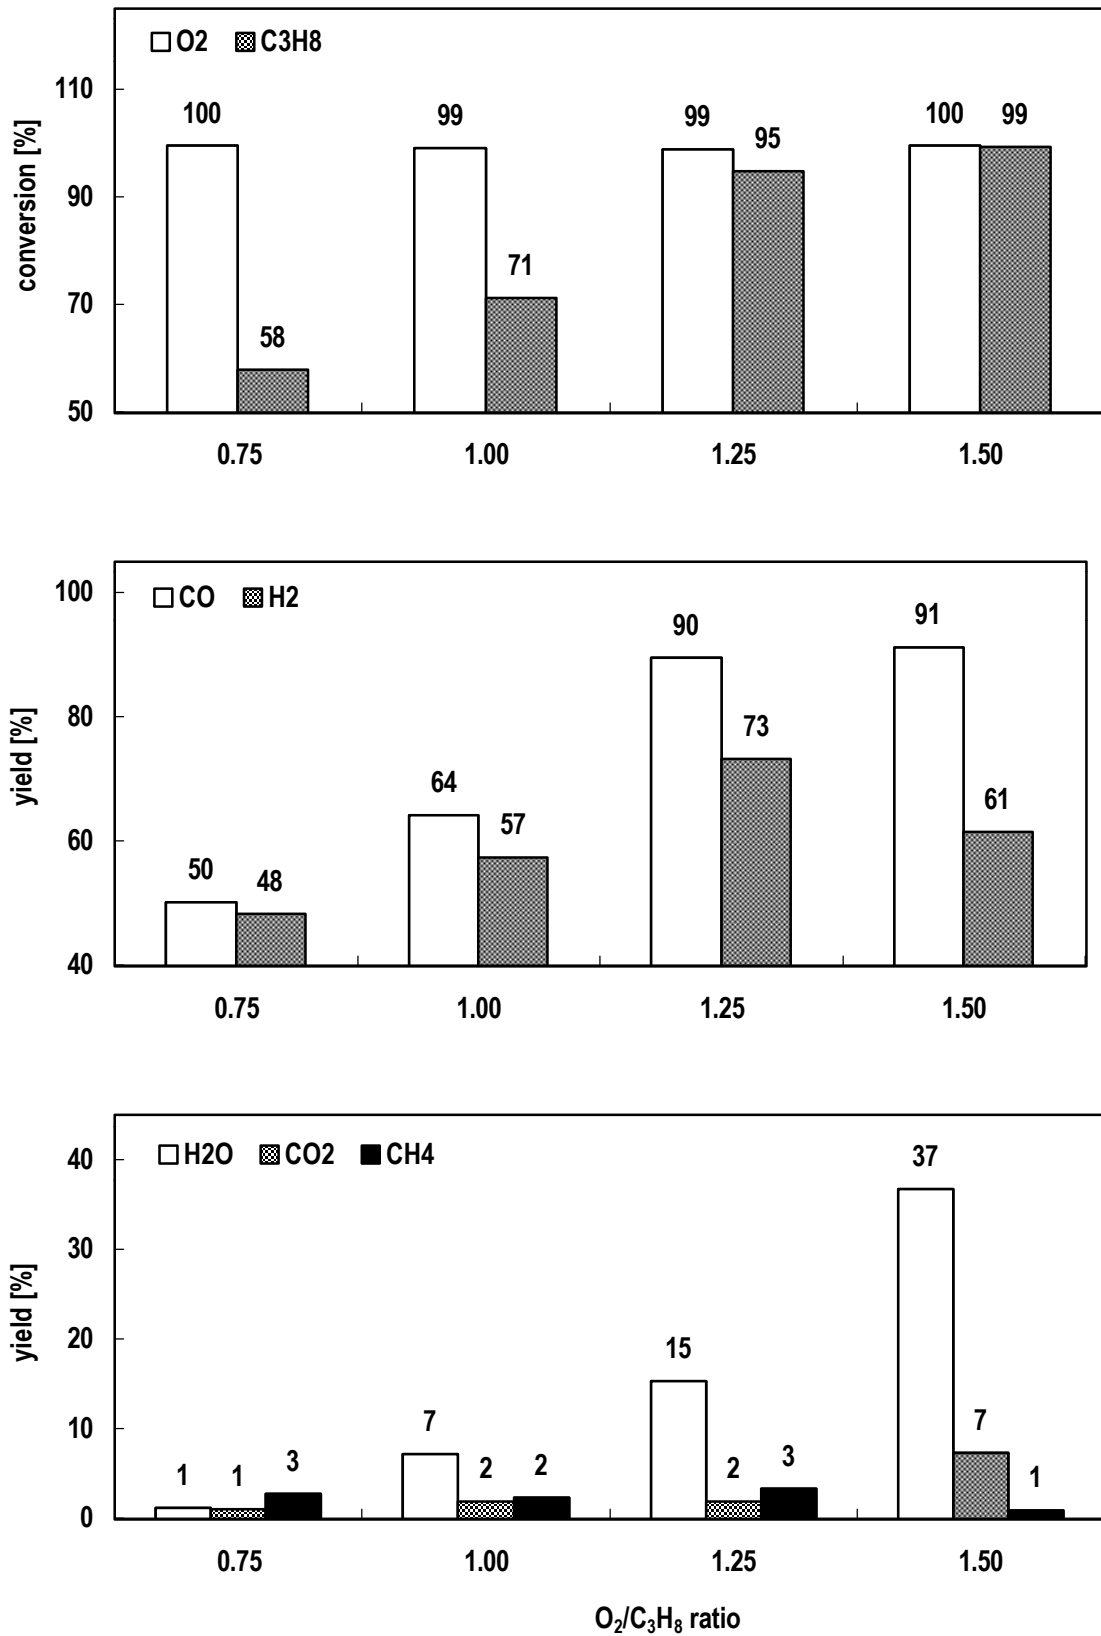 O2 C3H8
110
100 99 99 95 100 99
90
71
70
58
50
0.75 1.00 1.25 1.50
conversion [%]
CO H2
100
90 91
80
73
64 57 61
60
50 48
40
0.75 1.00 1.25 1.50
yield [%]
H2O CO2 CH4
40
37
30
20
15
10
7 7
1 1 3 2 2 2 3 1
0
0.75 1.00 1.25 1.50
yield [%]
O₂/C₃H₈ ratio